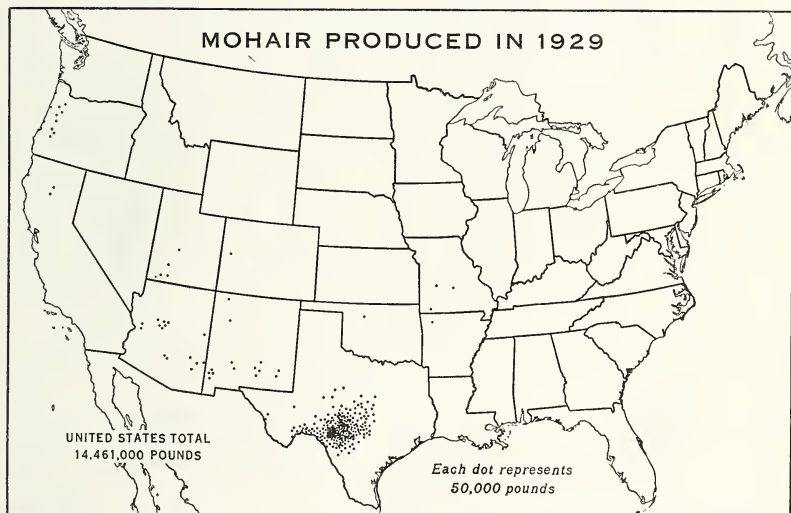 MOHAIR PRODUCED IN 1929
UNITED STATES TOTAL
14,461,000 POUNDS
Each dot represents
50,000 pounds